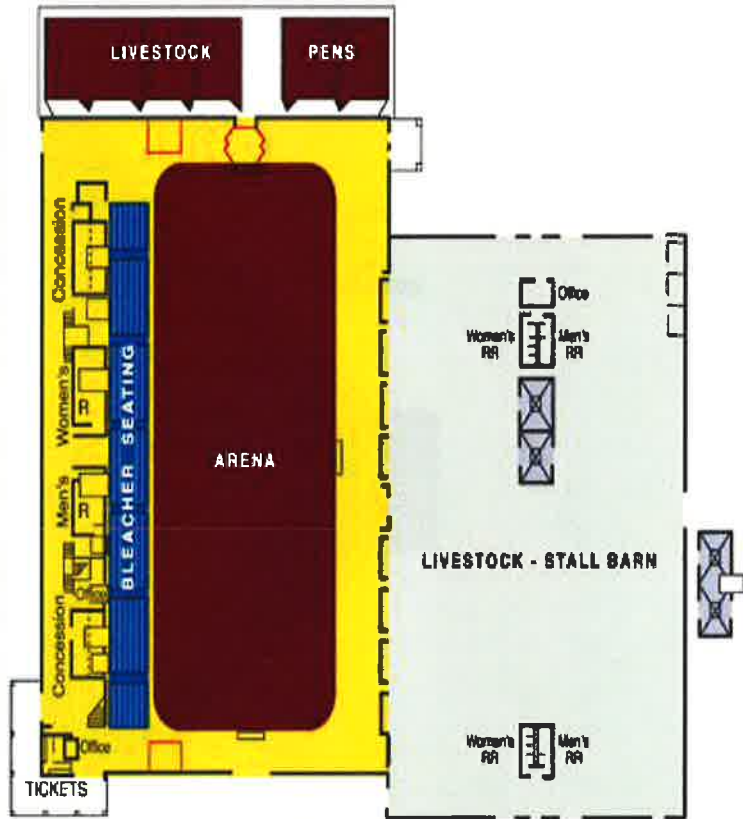 LIVESTOCK PENS
Concession
Women's
R
Men's
R
Concession
BLEACHER SEATING
ARENA
Office
TICKETS
Office
Women's
RR
Men's
RR
LIVESTOCK - STALL BARN
Women's
RR
Men's
RR